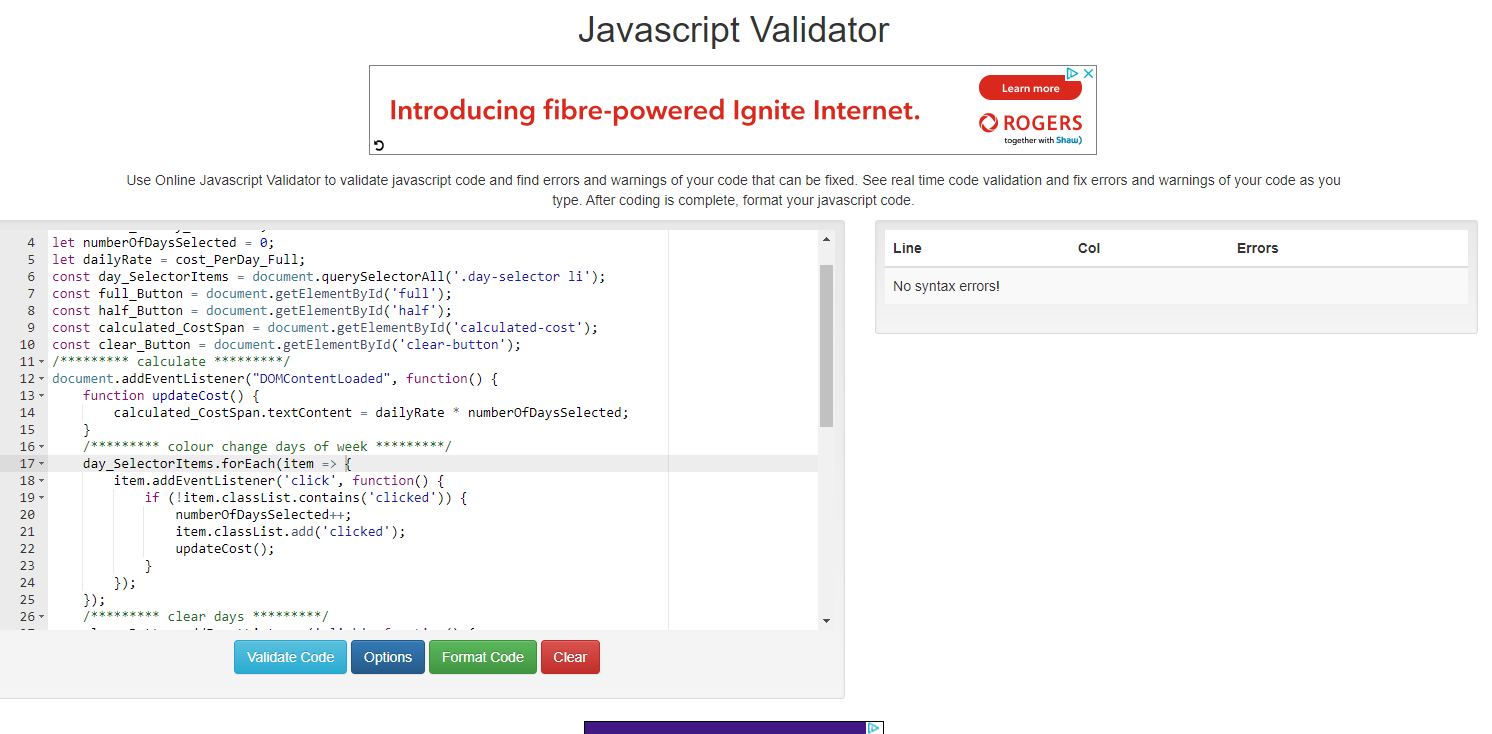 Javascript Validator
Introducing fibre-powered Ignite Internet.
Learn more
ROGERS
together with Shaw)
Use Online Javascript Validator to validate javascript code and find errors and warnings of your code that can be fixed. See real time code validation and fix errors and warnings of your code as you
type. After coding is complete, format your javascript code.
4 let numberOfDaysSelected = 0;
5 let dailyRate = cost_PerDay_Full;
6 const day_SelectorItems = document.querySelectorAll('.day-selector li');
7 const full_Button = document.getElementById('full');
8 const half_Button = document.getElementById('half');
9 const calculated_CostSpan = document.getElementById('calculated-cost');
10 const clear_Button = document.getElementById('clear-button');
11 /********* calculate *********/
12 document.addEventListener("DOMContentLoaded", function() {
13 function updateCost() {
14 calculated_CostSpan.textContent = dailyRate * numberOfDaysSelected;
15 }
16 /********* colour change days of week *********/
17 day_SelectorItems.forEach(item => {
18 item.addEventListener('click', function() {
19 if (!item.classList.contains('clicked')) {
20 numberOfDaysSelected++;
21 item.classList.add('clicked');
22 updateCost();
23 }
24 });
25 });
26 /********* clear days *********/
Line Col Errors
No syntax errors!
Validate Code
Options
Format Code
Clear